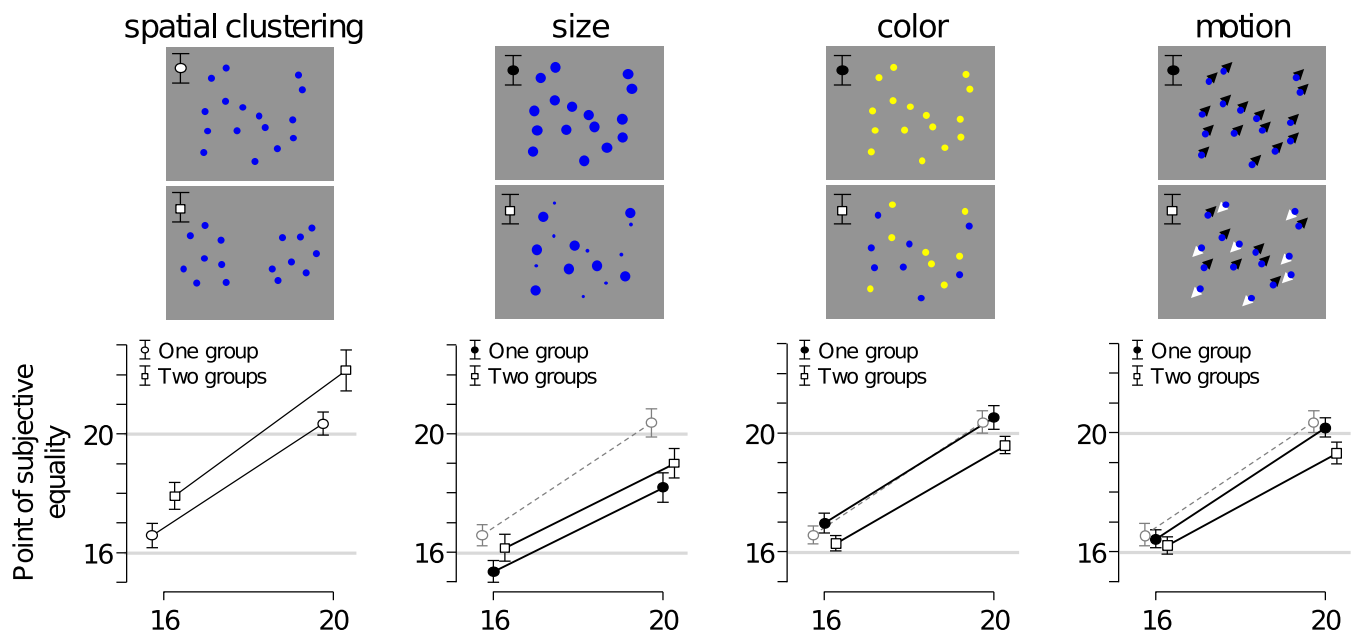 spatial clustering
size
color
motion
Point of subjective
equality
One group
Two groups
20
16
16
20
One group
Two groups
20
16
16
20
One group
Two groups
20
16
16
20
One group
Two groups
20
16
16
20